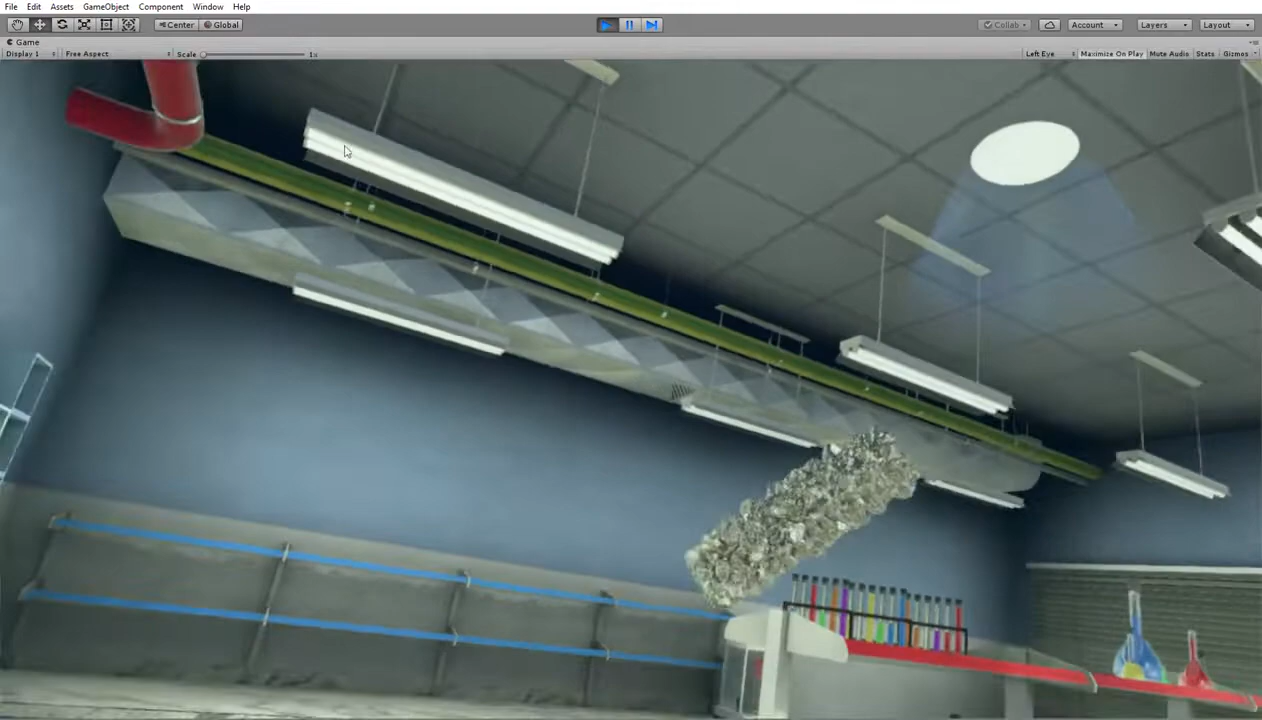 File Edit Assets GameObject Component Window Help
Center Global Collab Account Layers Layout
Game
Display 1 Free Aspect Scale 1x Left Eye Maximize On Play Mute Audio Stats Gizmos